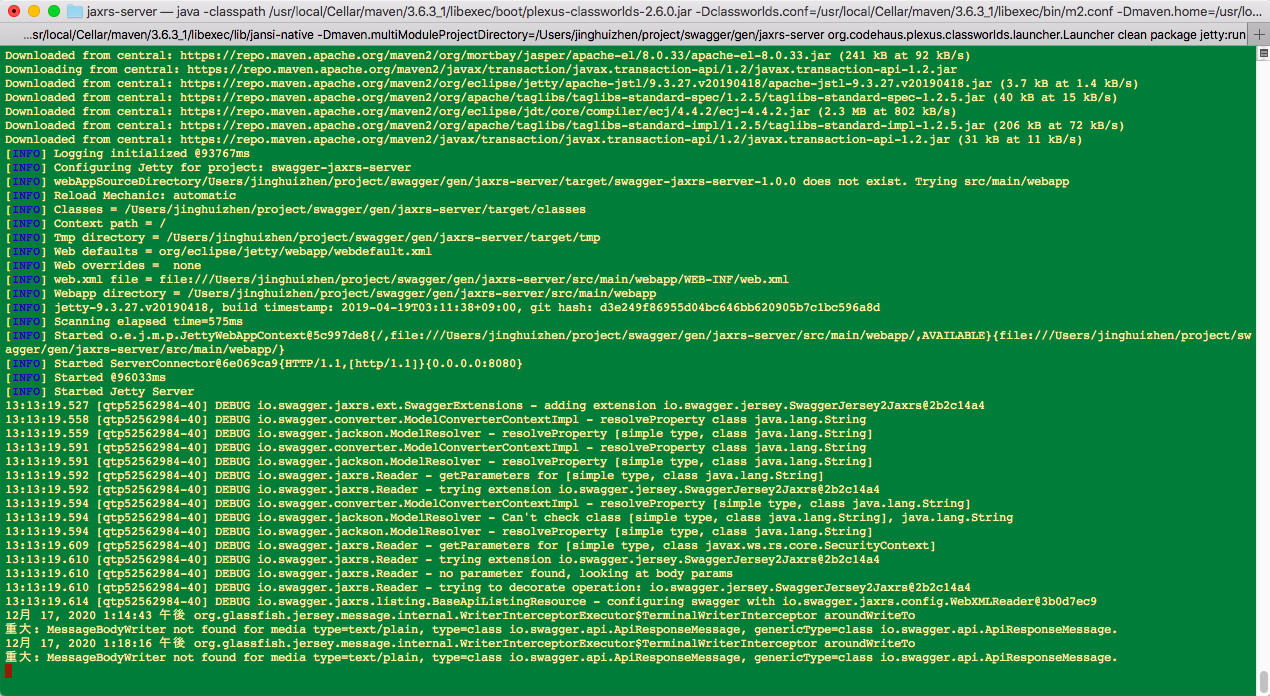 jaxrs-server — java -classpath /usr/local/Cellar/maven/3.6.3_1/libexec/boot/plexus-classworlds-2.6.0.jar -Dclassworlds.conf=/usr/local/Cellar/maven/3.6.3_1/libexec/bin/m2.conf -Dmaven.home=/usr/lo...
...sr/local/Cellar/maven/3.6.3_1/libexec/lib/jansi-native -Dmaven.multiModuleProjectDirectory=/Users/jinghuizhen/project/swagger/gen/jaxrs-server org.codehaus.plexus.classworlds.launcher.Launcher clean package jetty:run
Downloaded from central: https://repo.maven.apache.org/maven2/org/mortbay/jasper/apache-el/8.0.33/apache-el-8.0.33.jar (241 kB at 92 kB/s)
Downloading from central: https://repo.maven.apache.org/maven2/javax/transaction/javax.transaction-api/1.2/javax.transaction-api-1.2.jar
Downloaded from central: https://repo.maven.apache.org/maven2/org/eclipse/jetty/apache-jstl/9.3.27.v20190418/apache-jstl-9.3.27.v20190418.jar (3.7 kB at 1.4 kB/s)
Downloaded from central: https://repo.maven.apache.org/maven2/org/apache/taglibs/taglibs-standard-spec/1.2.5/taglibs-standard-spec-1.2.5.jar (40 kB at 15 kB/s)
Downloaded from central: https://repo.maven.apache.org/maven2/org/eclipse/jdt/core/compiler/ecj/4.4.2/ecj-4.4.2.jar (2.3 MB at 802 kB/s)
Downloaded from central: https://repo.maven.apache.org/maven2/org/apache/taglibs/taglibs-standard-impl/1.2.5/taglibs-standard-impl-1.2.5.jar (206 kB at 72 kB/s)
Downloaded from central: https://repo.maven.apache.org/maven2/javax/transaction/javax.transaction-api/1.2/javax.transaction-api-1.2.jar (31 kB at 11 kB/s)
[INFO] Logging initialized @93767ms
[INFO] Configuring Jetty for project: swagger-jaxrs-server
[INFO] webAppSourceDirectory/Users/jinghuizhen/project/swagger/gen/jaxrs-server/target/swagger-jaxrs-server-1.0.0 does not exist. Trying src/main/webapp
[INFO] Reload Mechanic: automatic
[INFO] Classes = /Users/jinghuizhen/project/swagger/gen/jaxrs-server/target/classes
[INFO] Context path = /
[INFO] Tmp directory = /Users/jinghuizhen/project/swagger/gen/jaxrs-server/target/tmp
[INFO] Web defaults = org/eclipse/jetty/webapp/webdefault.xml
[INFO] Web overrides =  none
[INFO] web.xml file = file:///Users/jinghuizhen/project/swagger/gen/jaxrs-server/src/main/webapp/WEB-INF/web.xml
[INFO] Webapp directory = /Users/jinghuizhen/project/swagger/gen/jaxrs-server/src/main/webapp
[INFO] jetty-9.3.27.v20190418, build timestamp: 2019-04-19T03:11:38+09:00, git hash: d3e249f86955d04bc646bb620905b7c1bc596a8d
[INFO] Scanning elapsed time=575ms
[INFO] Started o.e.j.m.p.JettyWebAppContext@5c997de8{/,file:///Users/jinghuizhen/project/swagger/gen/jaxrs-server/src/main/webapp/,AVAILABLE}{file:///Users/jinghuizhen/project/sw
agger/gen/jaxrs-server/src/main/webapp/}
[INFO] Started ServerConnector@6e069ca9{HTTP/1.1,[http/1.1]}{0.0.0.0:8080}
[INFO] Started @96033ms
[INFO] Started Jetty Server
13:13:19.527 [qtp52562984-40] DEBUG io.swagger.jaxrs.ext.SwaggerExtensions - adding extension io.swagger.jersey.SwaggerJersey2Jaxrs@2b2c14a4
13:13:19.558 [qtp52562984-40] DEBUG io.swagger.converter.ModelConverterContextImpl - resolveProperty class java.lang.String
13:13:19.559 [qtp52562984-40] DEBUG io.swagger.jackson.ModelResolver - resolveProperty [simple type, class java.lang.String]
13:13:19.591 [qtp52562984-40] DEBUG io.swagger.converter.ModelConverterContextImpl - resolveProperty class java.lang.String
13:13:19.591 [qtp52562984-40] DEBUG io.swagger.jackson.ModelResolver - resolveProperty [simple type, class java.lang.String]
13:13:19.592 [qtp52562984-40] DEBUG io.swagger.jaxrs.Reader - getParameters for [simple type, class java.lang.String]
13:13:19.592 [qtp52562984-40] DEBUG io.swagger.jaxrs.Reader - trying extension io.swagger.jersey.SwaggerJersey2Jaxrs@2b2c14a4
13:13:19.594 [qtp52562984-40] DEBUG io.swagger.converter.ModelConverterContextImpl - resolveProperty [simple type, class java.lang.String]
13:13:19.594 [qtp52562984-40] DEBUG io.swagger.jackson.ModelResolver - Can't check class [simple type, class java.lang.String], java.lang.String
13:13:19.594 [qtp52562984-40] DEBUG io.swagger.jackson.ModelResolver - resolveProperty [simple type, class java.lang.String]
13:13:19.609 [qtp52562984-40] DEBUG io.swagger.jaxrs.Reader - getParameters for [simple type, class javax.ws.rs.core.SecurityContext]
13:13:19.610 [qtp52562984-40] DEBUG io.swagger.jaxrs.Reader - trying extension io.swagger.jersey.SwaggerJersey2Jaxrs@2b2c14a4
13:13:19.610 [qtp52562984-40] DEBUG io.swagger.jaxrs.Reader - no parameter found, looking at body params
13:13:19.610 [qtp52562984-40] DEBUG io.swagger.jaxrs.Reader - trying to decorate operation: io.swagger.jersey.SwaggerJersey2Jaxrs@2b2c14a4
13:13:19.614 [qtp52562984-40] DEBUG io.swagger.jaxrs.listing.BaseApiListingResource - configuring swagger with io.swagger.jaxrs.config.WebXMLReader@3b0d7ec9
12月 17, 2020 1:14:43 午後 org.glassfish.jersey.message.internal.WriterInterceptorExecutor$TerminalWriterInterceptor aroundWriteTo
重大: MessageBodyWriter not found for media type=text/plain, type=class io.swagger.api.ApiResponseMessage, genericType=class io.swagger.api.ApiResponseMessage.
12月 17, 2020 1:18:16 午後 org.glassfish.jersey.message.internal.WriterInterceptorExecutor$TerminalWriterInterceptor aroundWriteTo
重大: MessageBodyWriter not found for media type=text/plain, type=class io.swagger.api.ApiResponseMessage, genericType=class io.swagger.api.ApiResponseMessage.